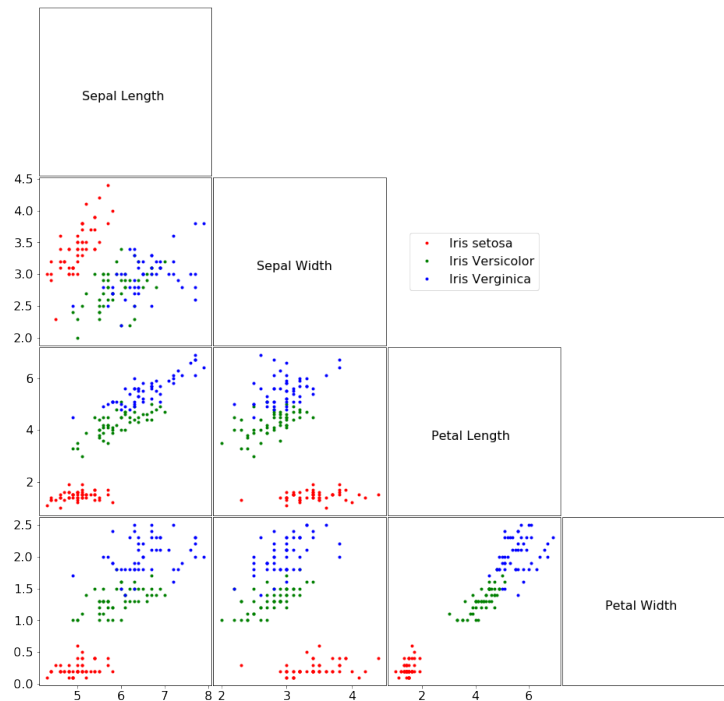 Sepal Length
4.5
4.0
3.5
3.0
2.5
2.0
Sepal Width
Iris setosa
Iris Versicolor
Iris Verginica
6
4
2
Petal Length
2.5
2.0
1.5
1.0
0.5
0.0
Petal Width
5 6 7 8 2 3 4 2 4 6